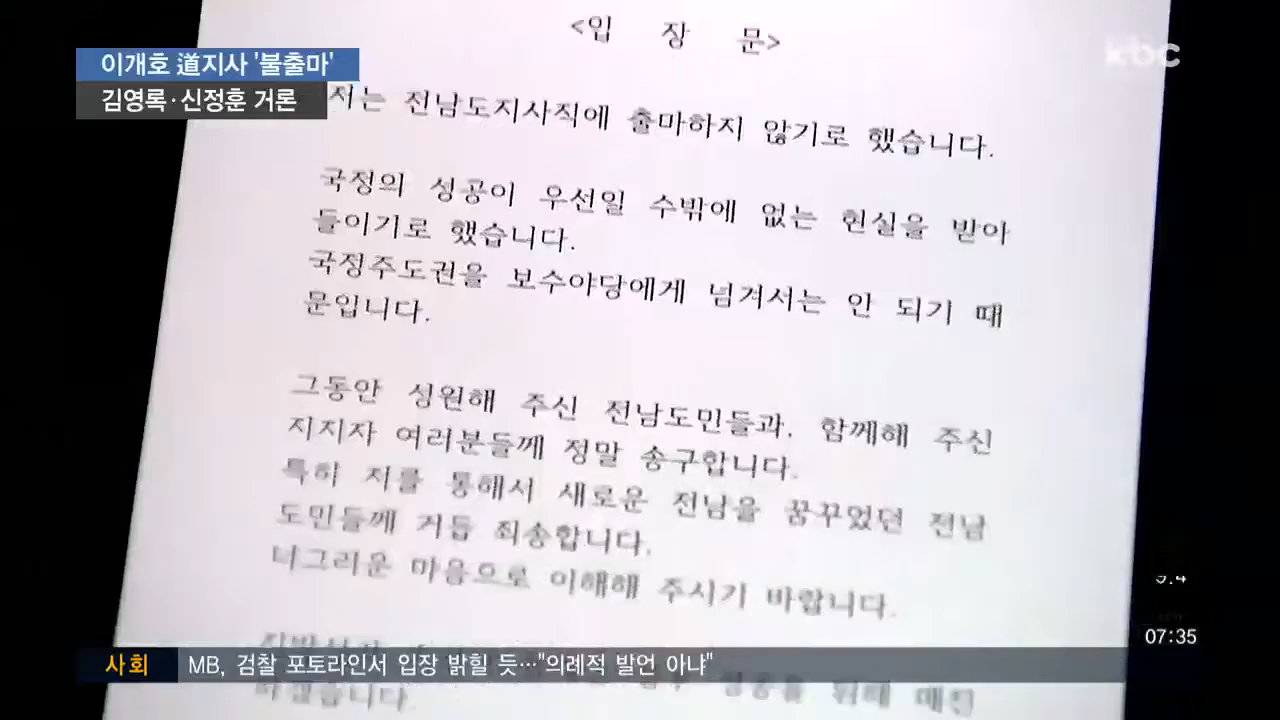 <입 장 문>
kbc
이개호 道지사 '불출마'
김영록·신정훈 거론
저는 전남도지사직에 출마하지 않기로 했습니다.
국정의 성공이 우선일 수밖에 없는 현실을 받아
들이기로 했습니다.
국정주도권을 보수야당에게 넘겨서는 안 되기 때
문입니다.
그동안 성원해 주신 전남도민들과, 함께해 주신
지지자 여러분들께 정말 송구합니다.
특히 저를 통해서 새로운 전남을 꿈꾸었던 전남
도민들께 거듭 죄송합니다.
너그러운 마음으로 이해해 주시기 바랍니다.
07:35
사회 MB, 검찰 포토라인서 입장 밝힐 듯…"의례적 발언 아냐"
하겠습니다.